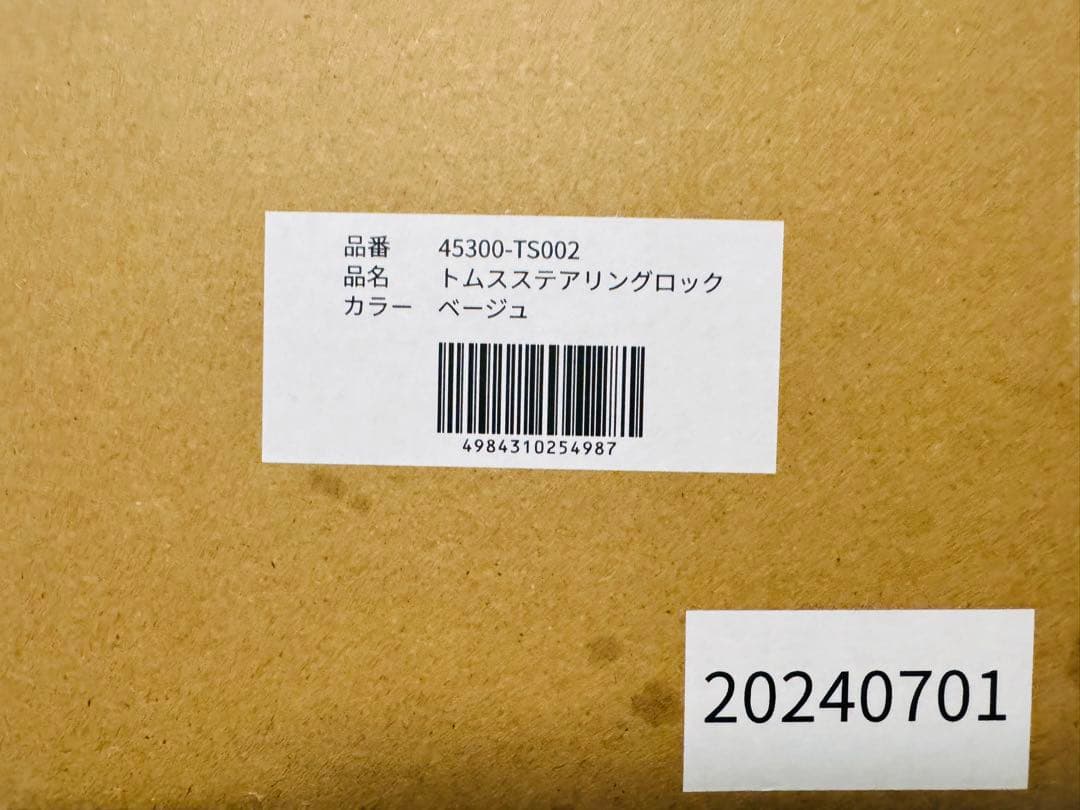 品番 45300-TS002
品名 トムスステアリングロック
カラー ベージュ
4984310254987
20240701